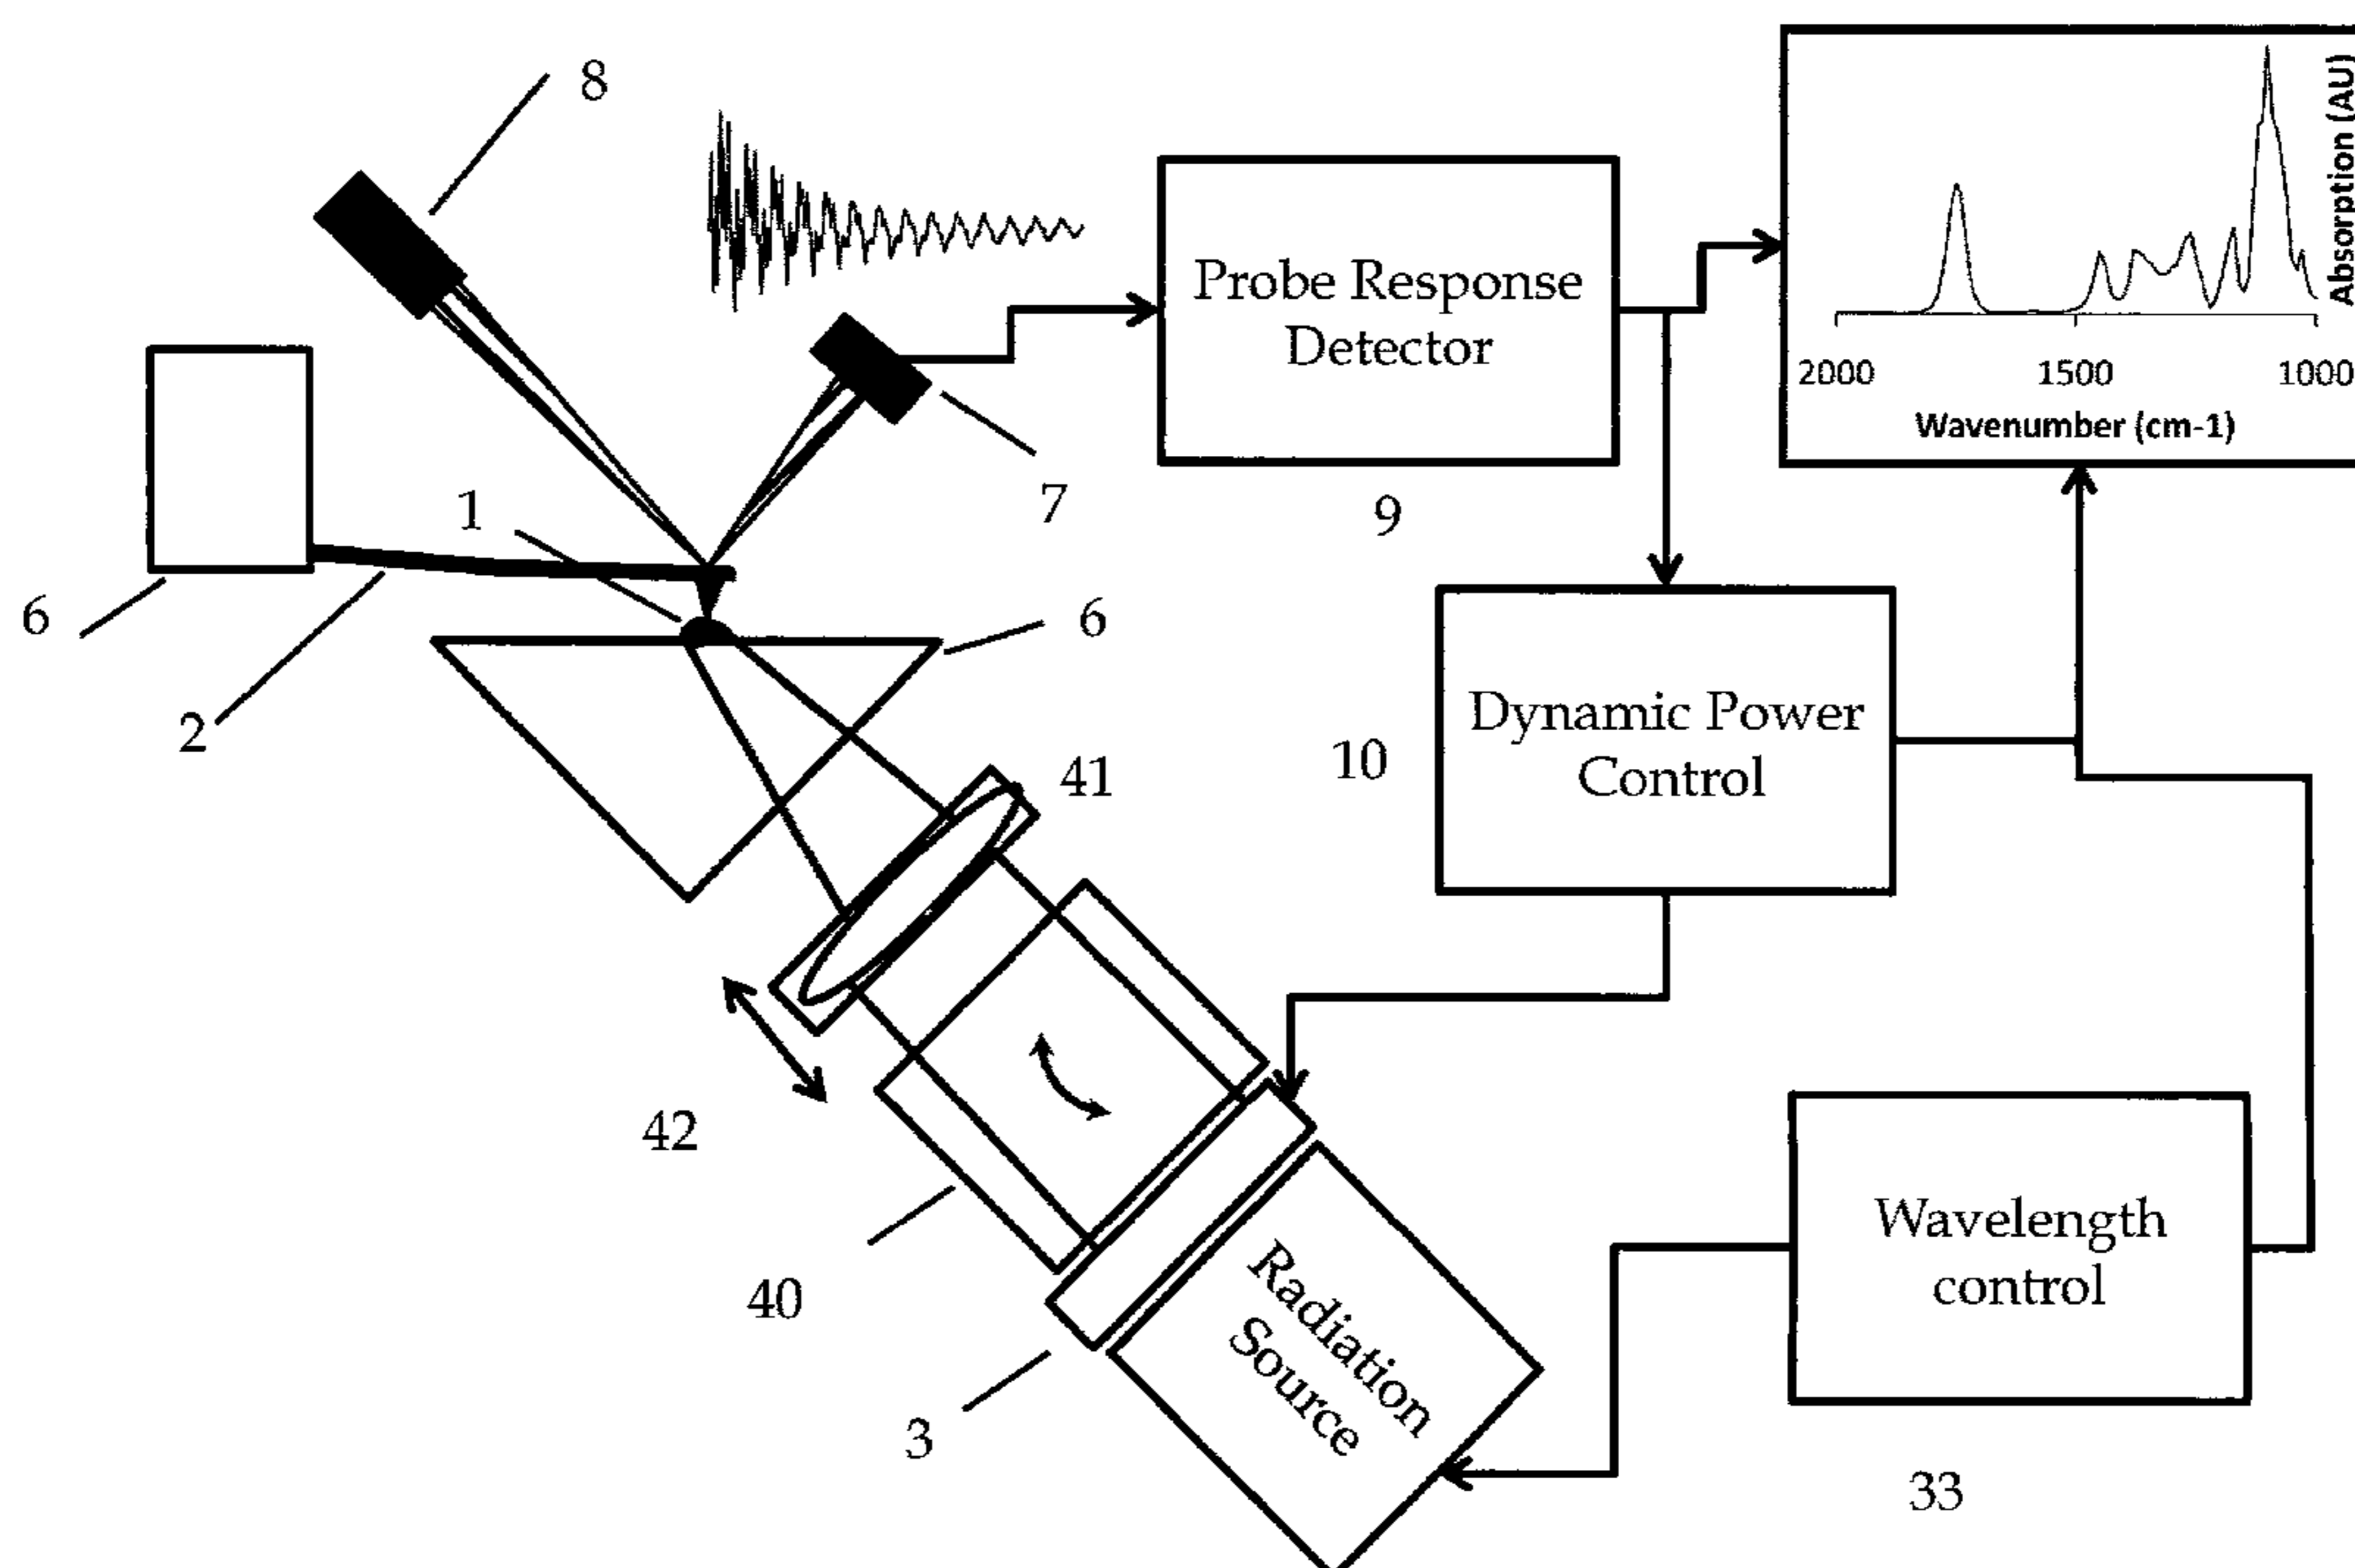 8
Absorption (AU)
Probe Response
Detector
2000 1500 1000
Wavenumber (cm-1)
1
7
9
6
6
2
Dynamic Power
Control
10
41
42
Wavelength
control
40
Radiation
Source
3
33